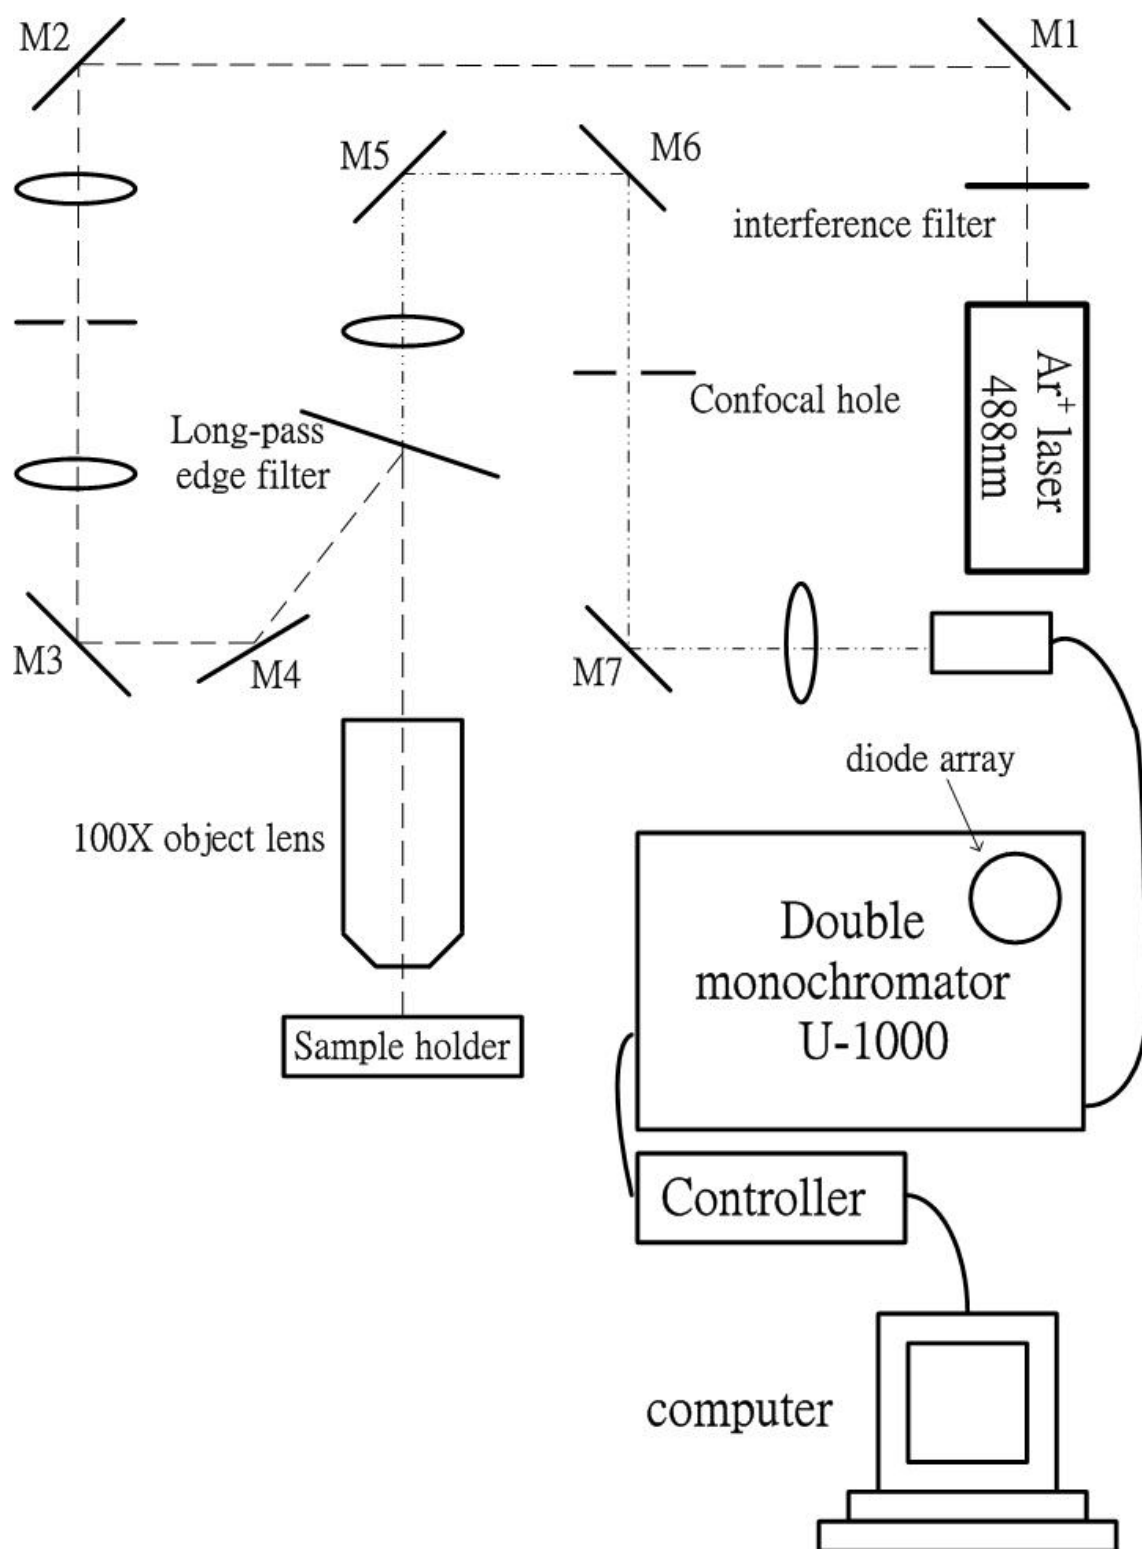 M2
M1
M5
M6
interference filter
Ar⁺ laser
488nm
Confocal hole
Long-pass
edge filter
M3
M4
M7
diode array
100X object lens
Double
monochromator
U-1000
Sample holder
Controller
computer